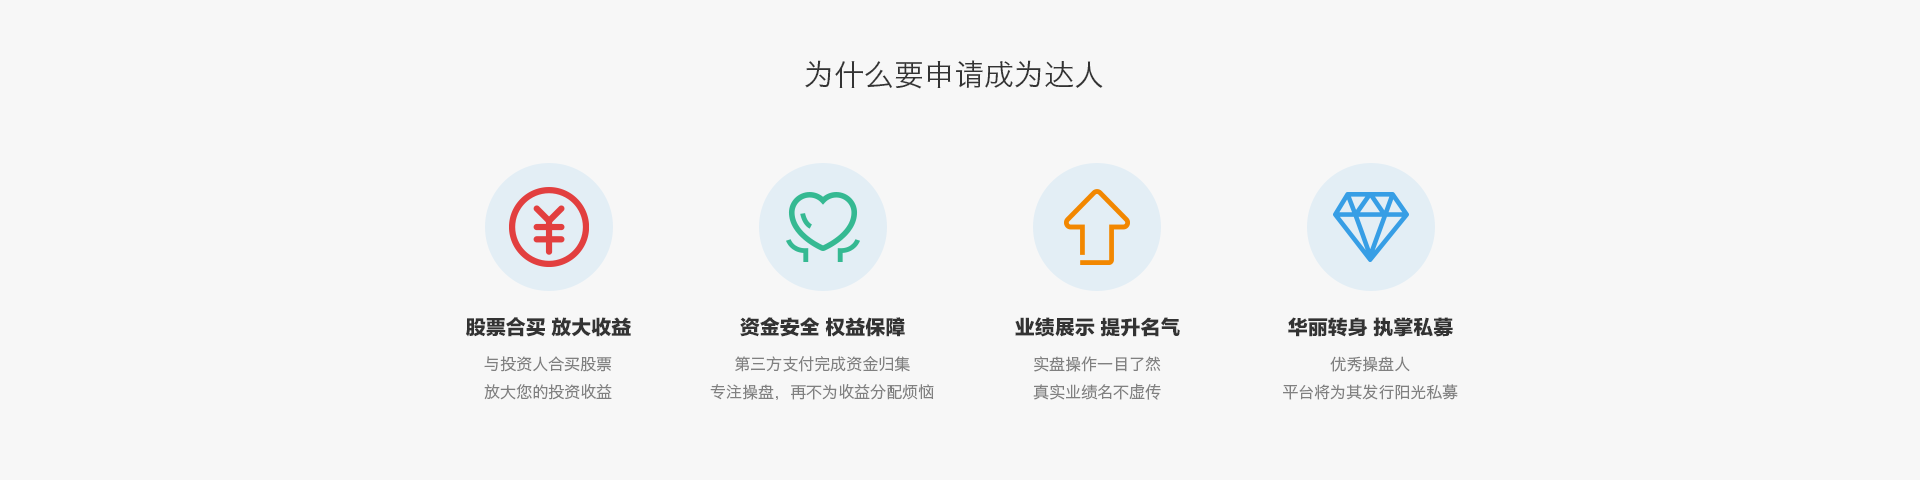 为什么要申请成为达人
股票合买 放大收益
与投资人合买股票
放大您的投资收益
资金安全 权益保障
第三方支付完成资金归集
专注操盘，再不为收益分配烦恼
业绩展示 提升名气
实盘操作一目了然
真实业绩名不虚传
华丽转身 执掌私募
优秀操盘人
平台将为其发行阳光私募